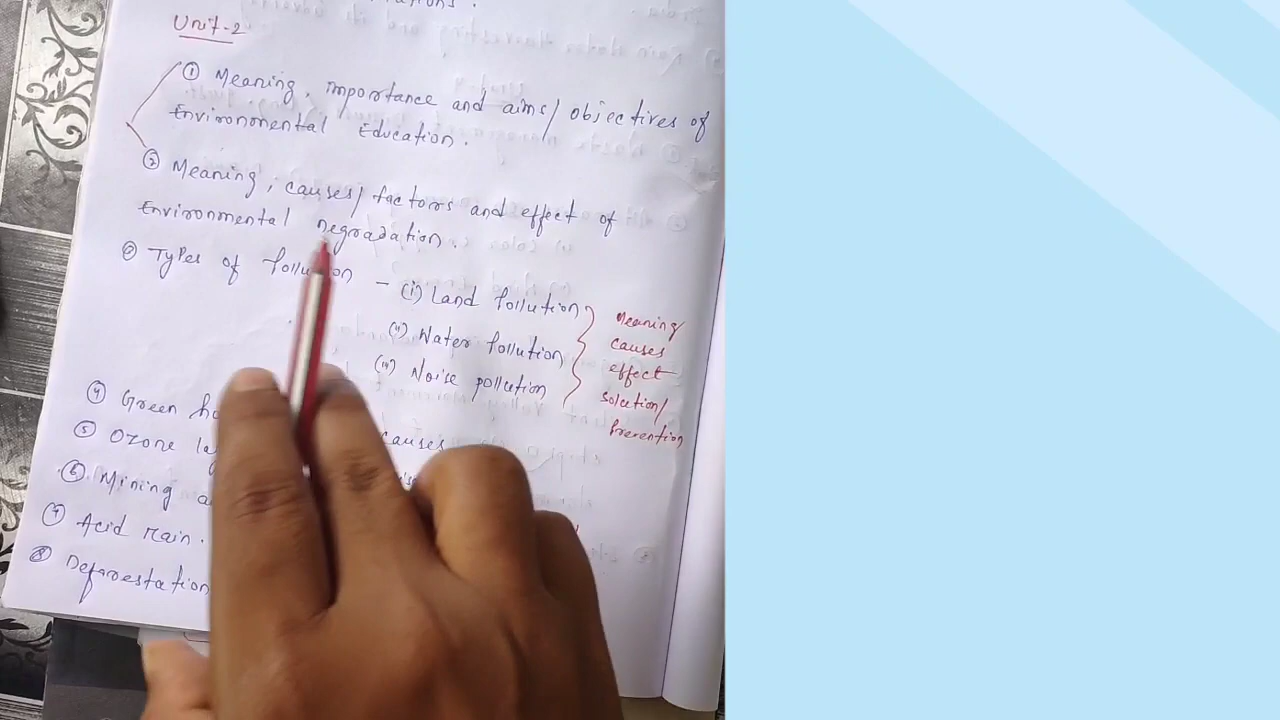 Unit-2
① Meaning, importance and aims/objectives of
Environmental Education.
② Meaning, causes/factors and effect of
Environmental Degradation.
③ Types of Pollution - (i) Land Pollution
(ii) Water Pollution
(iii) Noise pollution
Meaning
causes
effect
solution/
Prevention
④ Green
⑤ Ozone
causes
⑥ Mining
⑦ Acid rain.
⑧ Deforestation